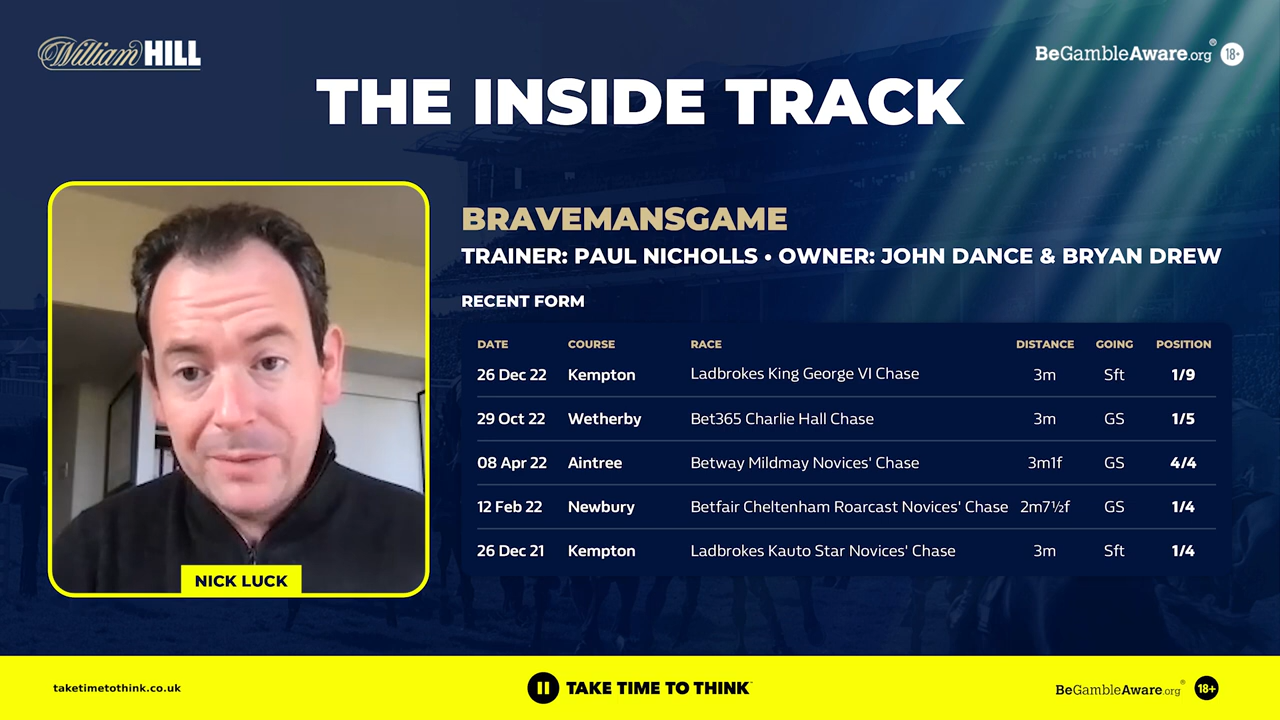 William HILL
BeGambleAware.org® 18+
THE INSIDE TRACK
BRAVEMANSGAME
TRAINER: PAUL NICHOLLS • OWNER: JOHN DANCE & BRYAN DREW
RECENT FORM
DATE COURSE RACE DISTANCE GOING POSITION
26 Dec 22 Kempton Ladbrokes King George VI Chase 3m Sft 1/9
29 Oct 22 Wetherby Bet365 Charlie Hall Chase 3m GS 1/5
08 Apr 22 Aintree Betway Mildmay Novices' Chase 3m1f GS 4/4
12 Feb 22 Newbury Betfair Cheltenham Roarcast Novices' Chase 2m7½f GS 1/4
26 Dec 21 Kempton Ladbrokes Kauto Star Novices' Chase 3m Sft 1/4
NICK LUCK
taketimetothink.co.uk
TAKE TIME TO THINK™
BeGambleAware.org® 18+